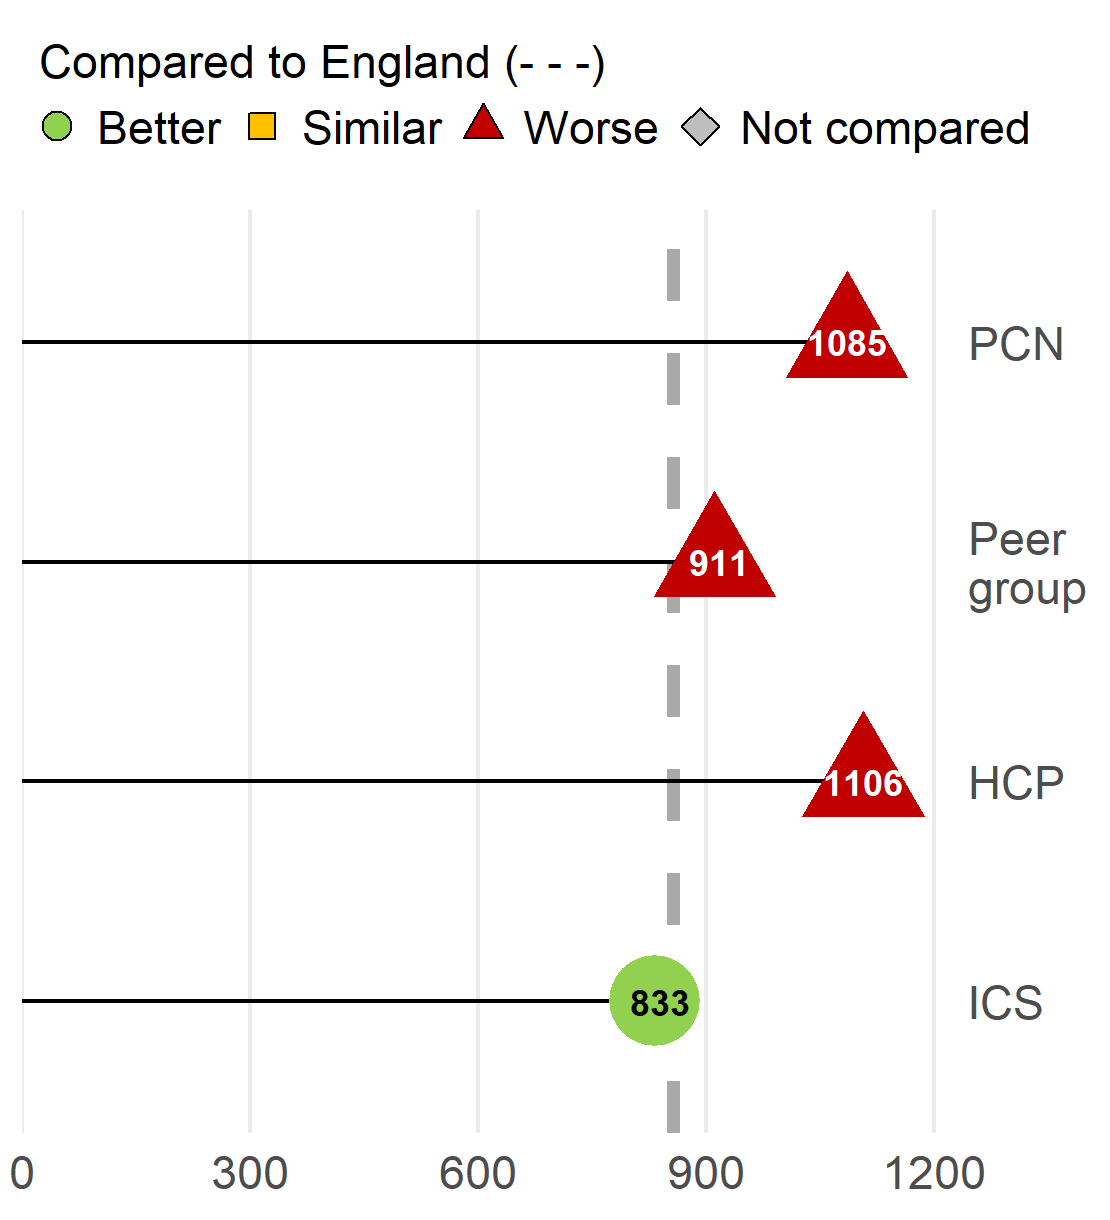 Compared to England (- - -)
Better Similar Worse Not compared
1085 PCN
911 Peer
group
1106 HCP
833 ICS
0 300 600 900 1200